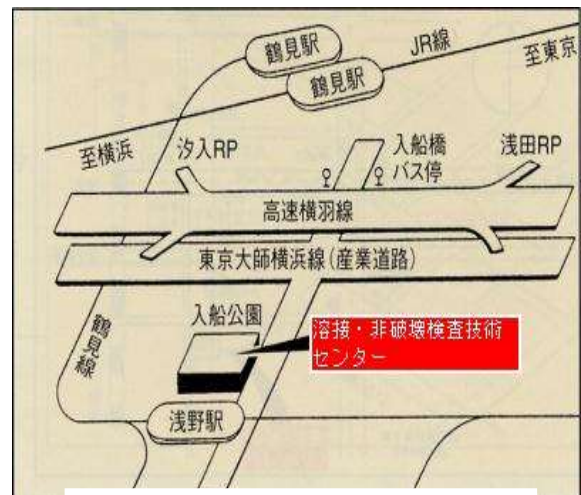 鶴見駅
JR線
至東京
鶴見駅
至横浜
汐入RP
入船橋
バス停
浅田RP
高速横羽線
東京大師横浜線(産業道路)
鶴見線
入船公園
溶接・非破壊検査技術
センター
浅野駅